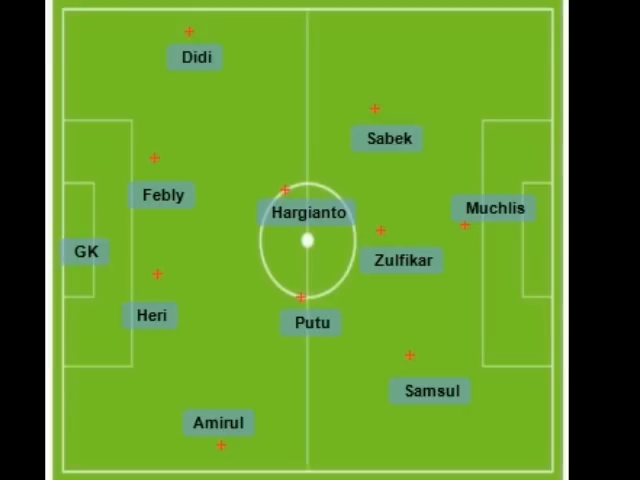 Didi
Sabek
Febly
Hargianto
Muchlis
GK
Zulfikar
Heri
Putu
Samsul
Amirul